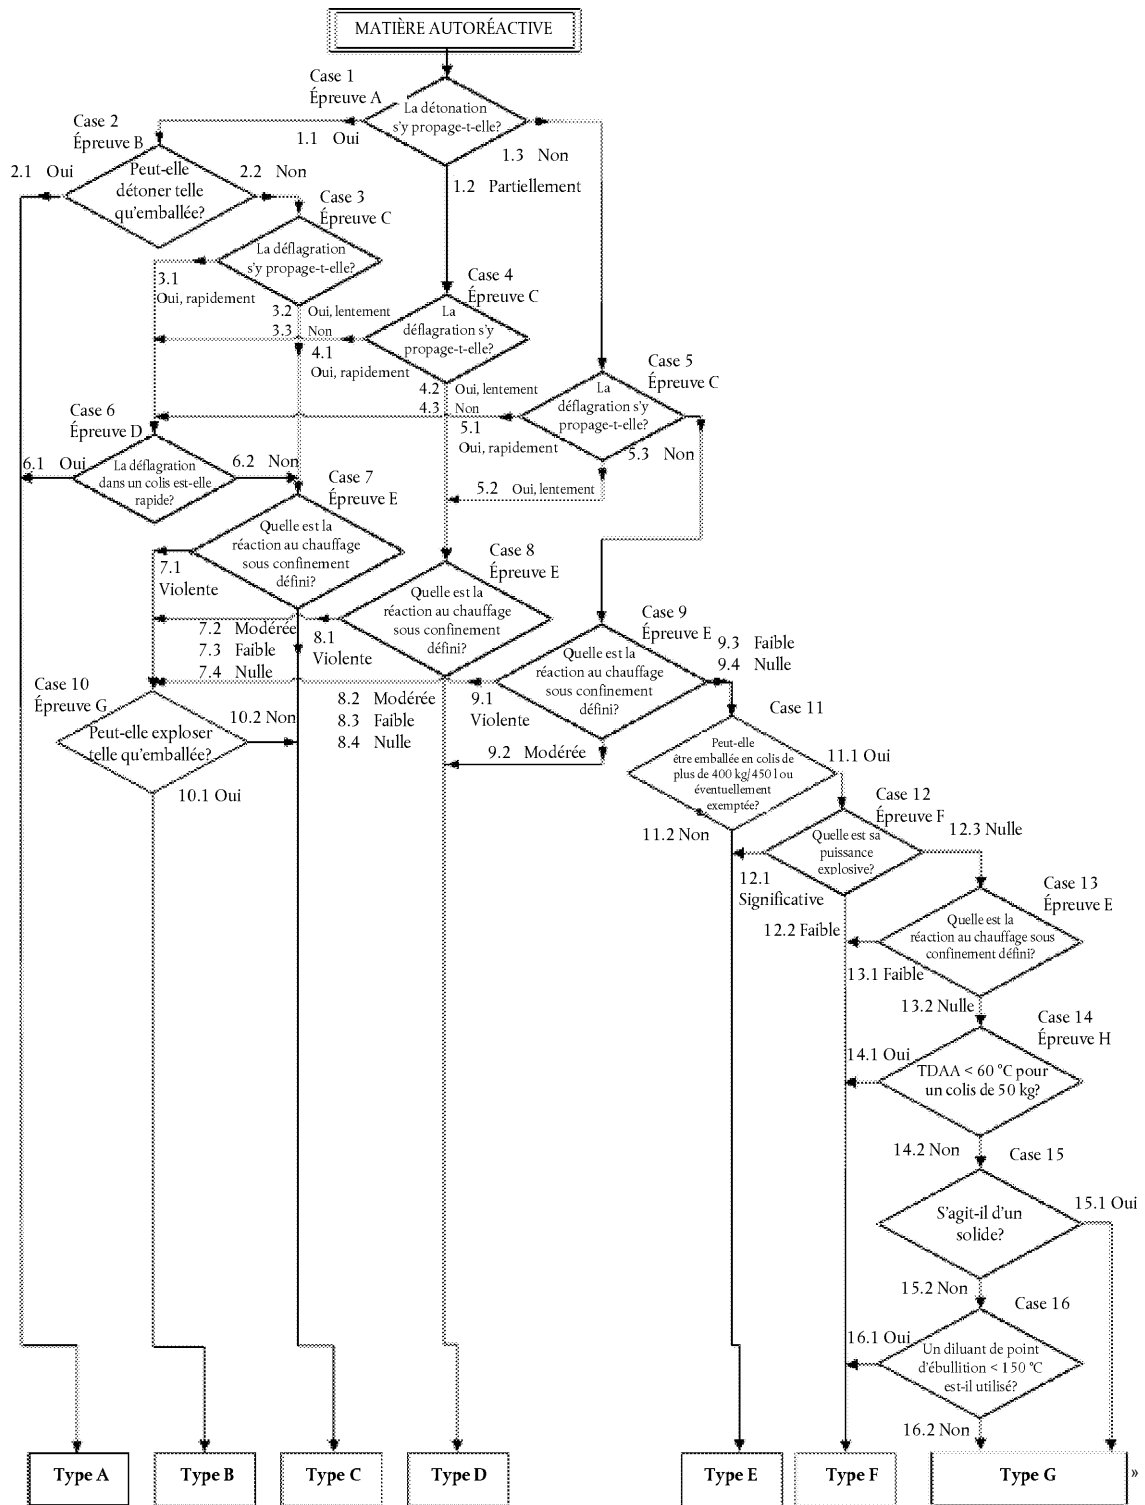 MATIÈRE AUTORÉACTIVE
Case 1
Épreuve A
La détonation
s'y propage-t-elle?
1.1 Oui
1.2 Partiellement
1.3 Non
Case 2
Épreuve B
Peut-elle
détoner telle
qu'emballée?
2.1 Oui
2.2 Non
Case 3
Épreuve C
La déflagration
s'y propage-t-elle?
3.1
Oui, rapidement
3.2 Oui, lentement
3.3 Non
Case 4
Épreuve C
La
déflagration s'y
propage-t-elle?
4.1
Oui, rapidement
4.2 Oui, lentement
4.3 Non
Case 5
Épreuve C
La
déflagration s'y
propage-t-elle?
5.1
Oui, rapidement
5.2 Oui, lentement
5.3 Non
Case 6
Épreuve D
La déflagration
dans un colis est-elle
rapide?
6.1 Oui
6.2 Non
Case 7
Épreuve E
Quelle est la
réaction au chauffage
sous confinement
défini?
7.1
Violente
7.2 Modérée
7.3 Faible
7.4 Nulle
Case 8
Épreuve E
Quelle est la
réaction au chauffage
sous confinement
défini?
8.1
Violente
8.2 Modérée
8.3 Faible
8.4 Nulle
Case 9
Épreuve E
Quelle est la
réaction au chauffage
sous confinement
défini?
9.1
Violente
9.2 Modérée
9.3 Faible
9.4 Nulle
Case 10
Épreuve G
Peut-elle exploser
telle qu'emballée?
10.1 Oui
10.2 Non
Case 11
Peut-elle
être emballée en colis de
plus de 400 kg/450 l ou
éventuellement
exemptée?
11.1 Oui
11.2 Non
Case 12
Épreuve F
Quelle est sa
puissance
explosive?
12.1
Significative
12.2 Faible
12.3 Nulle
Case 13
Épreuve E
Quelle est la
réaction au chauffage sous
confinement défini?
13.1 Faible
13.2 Nulle
Case 14
Épreuve H
TDAA < 60 °C pour
un colis de 50 kg?
14.1 Oui
14.2 Non
Case 15
S'agit-il d'un
solide?
15.1 Oui
15.2 Non
Case 16
Un diluant de point
d'ébullition < 150 °C
est-il utilisé?
16.1 Oui
16.2 Non
Type A
Type B
Type C
Type D
Type E
Type F
Type G
»